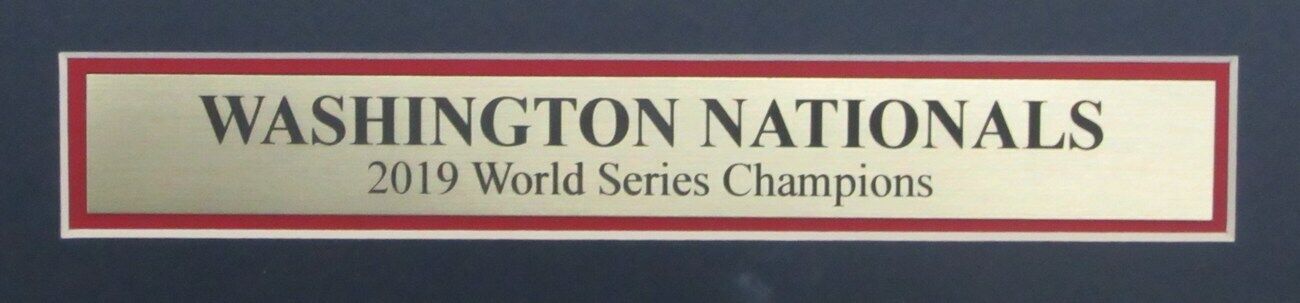 WASHINGTON NATIONALS
2019 World Series Champions